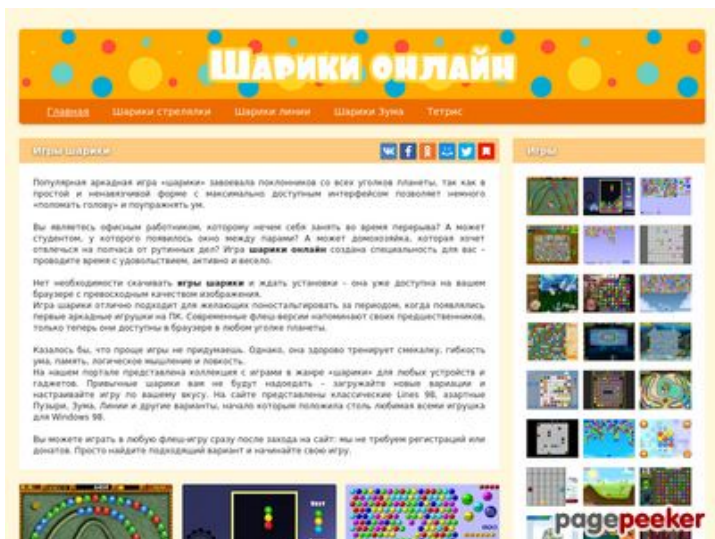 Шарики онлайн
Главная Шарики стрелялки Шарики линии Шарики Зума Тетрис
Игры шарики
Игры
Популярная аркадная игра «шарики» завоевала поклонников со всех уголков планеты, так как в
простой и ненавязчивой форме с максимально доступным интерфейсом позволяет немного
«поломать голову» и поупражнять ум.
Вы являетесь офисным работником, которому нечем себя занять во время перерыва? А может
студентом, у которого появилось окно между парами? А может домохозяйка, которая хочет
отвлечься на полчаса от рутинных дел? Игра шарики онлайн создана специальность для вас –
проводите время с удовольствием, активно и весело.
Нет необходимости скачивать игры шарики и ждать установки – она уже доступна на вашем
браузере с превосходным качеством изображения.
Игра шарики отлично подходит для желающих поностальгировать за периодом, когда появлялись
первые аркадные игрушки на ПК. Современные флеш-версии напоминают своих предшественников,
только теперь они доступны в браузере в любом уголке планеты.
Казалось бы, что проще игры не придумаешь. Однако, она здорово тренирует смекалку, гибкость
ума, память, логическое мышление и ловкость.
На нашем портале представлена коллекция с играми в жанре «шарики» для любых устройств и
гаджетов. Привычные шарики вам не будут надоедать – загружайте новые вариации и
настраивайте игру по вашему вкусу. На сайте представлены классические Lines 98, азартные
Пузыри, Зума, Линии и другие варианты, начало которым положила столь любимая всеми игрушка
для Windows 98.
Вы можете играть в любую флеш-игру сразу после захода на сайт: мы не требуем регистраций или
донатов. Просто найдите подходящий вариант и начинайте свою игру.
pagepeeker